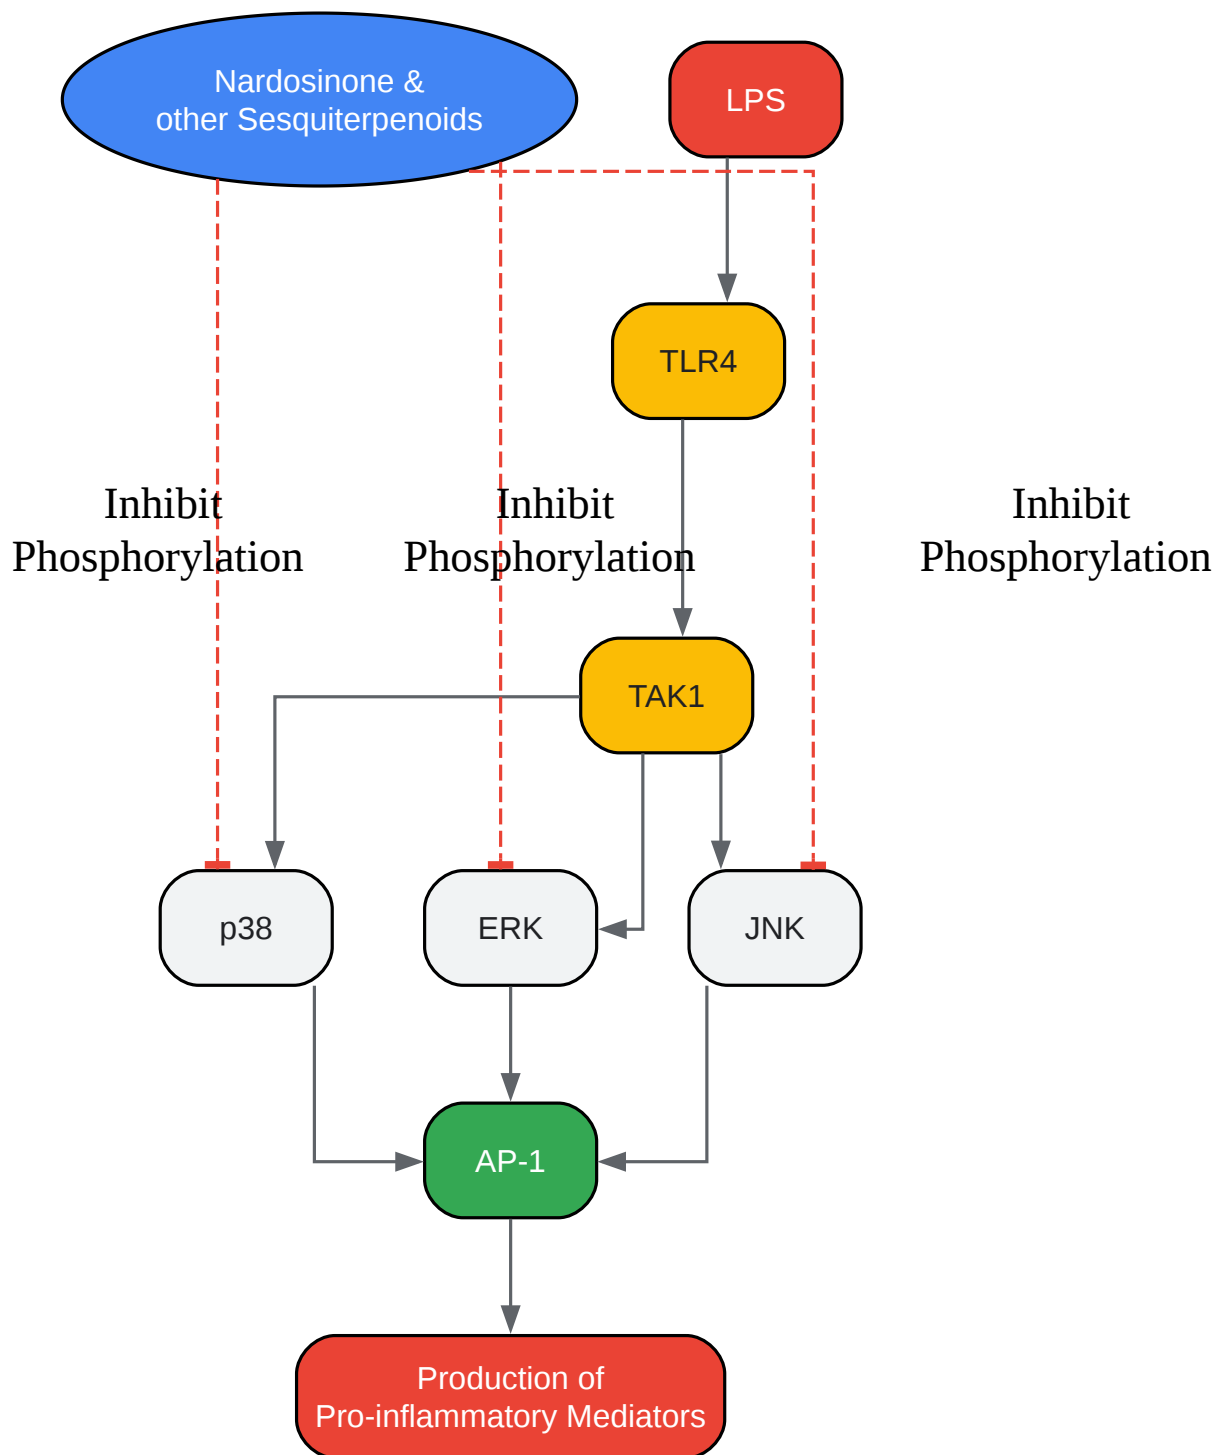 Nardosinone &
other Sesquiterpenoids
LPS
TLR4
Inhibit
Phosphorylation
Inhibit
Phosphorylation
Inhibit
Phosphorylation
TAK1
p38
ERK
JNK
AP-1
Production of
Pro-inflammatory Mediators